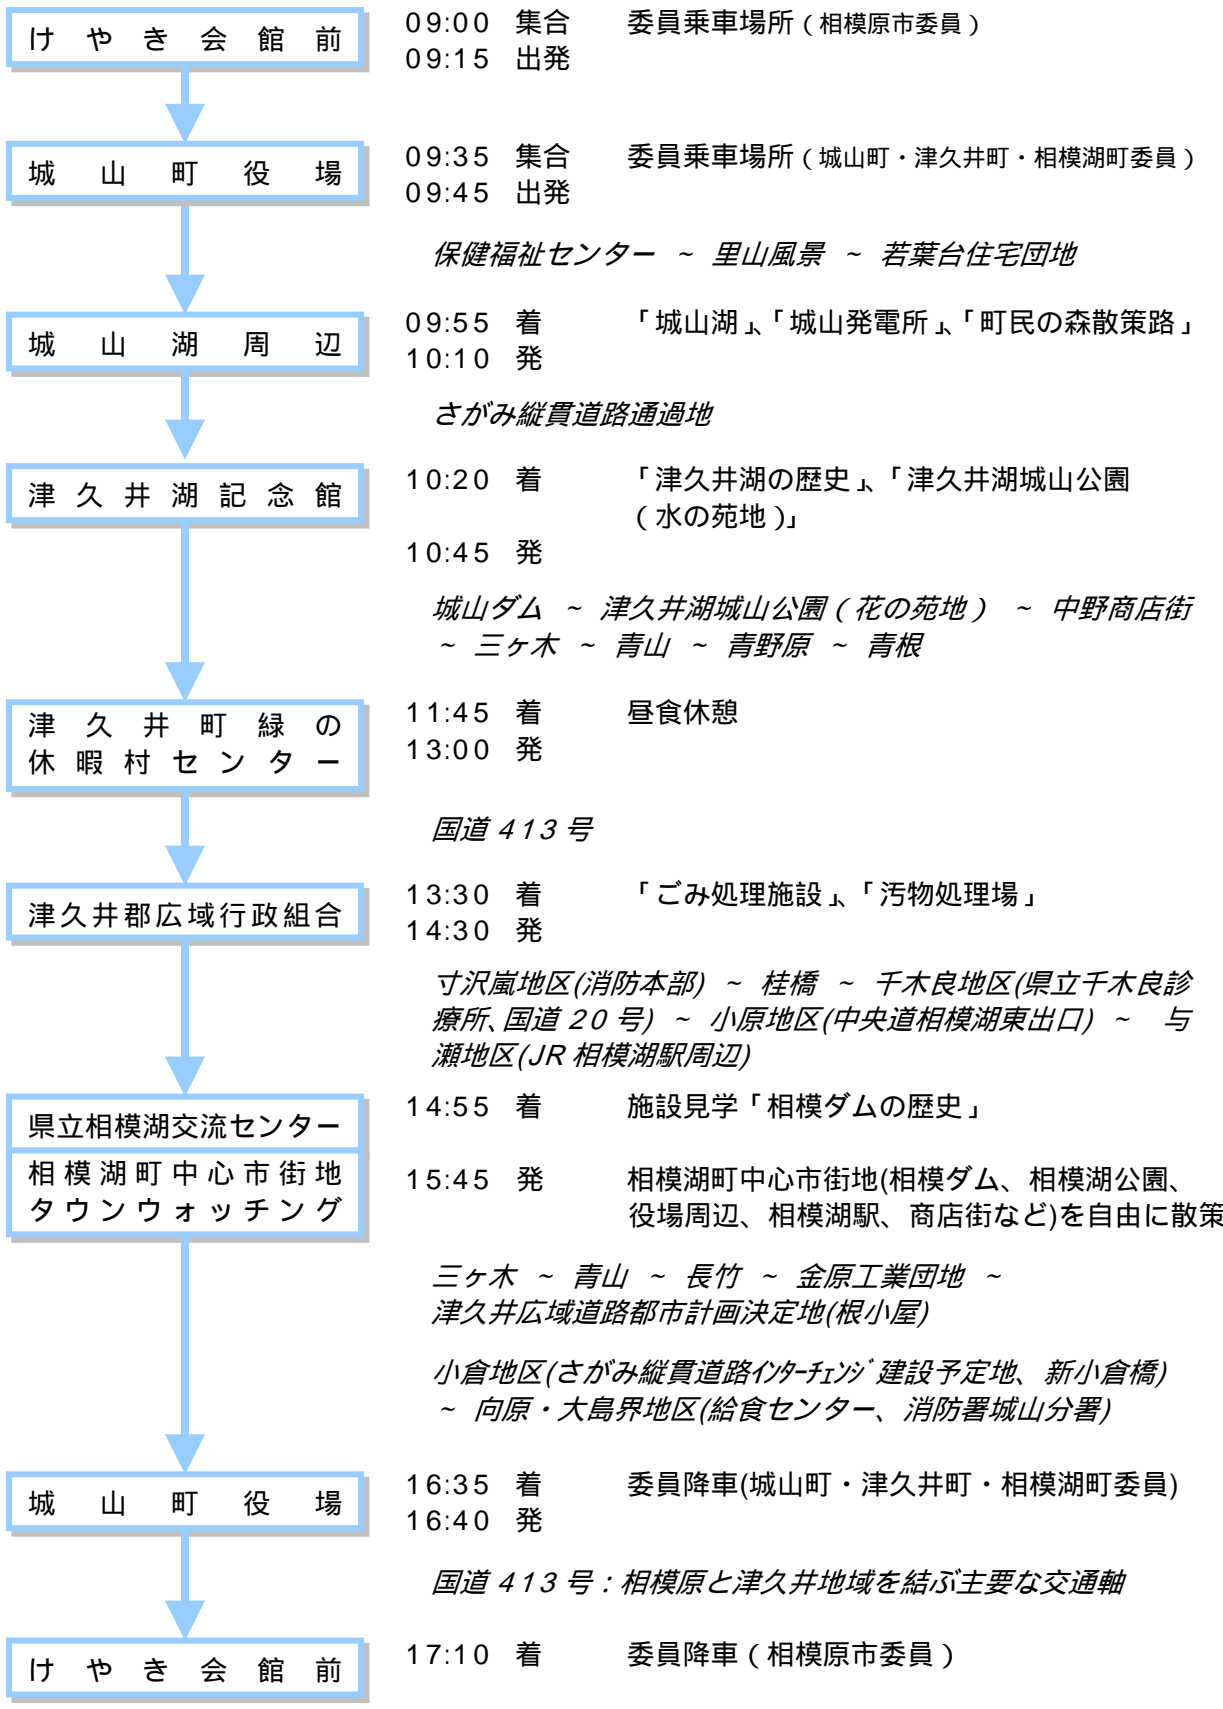 けやき会館前
09:00 集合 委員乗車場所(相模原市委員)
09:15 出発
城山町役場
09:35 集合 委員乗車場所(城山町・津久井町・相模湖町委員)
09:45 出発
保健福祉センター ~ 里山風景 ~ 若葉台住宅団地
城山湖周辺
09:55 着 「城山湖」、「城山発電所」、「町民の森散策路」
10:10 発
さがみ縦貫道路通過地
津久井湖記念館
10:20 着 「津久井湖の歴史」、「津久井湖城山公園
(水の苑地)」
10:45 発
城山ダム ~ 津久井湖城山公園(花の苑地) ~ 中野商店街
~ 三ヶ木 ~ 青山 ~ 青野原 ~ 青根
津久井町緑の
休暇村センター
11:45 着 昼食休憩
13:00 発
国道413号
津久井郡広域行政組合
13:30 着 「ごみ処理施設」、「汚物処理場」
14:30 発
寸沢嵐地区(消防本部) ~ 桂橋 ~ 千木良地区(県立千木良診
療所、国道20号) ~ 小原地区(中央道相模湖東出口) ~ 与
瀬地区(JR相模湖駅周辺)
県立相模湖交流センター
14:55 着 施設見学「相模ダムの歴史」
相模湖町中心市街地
タウンウォッチング
15:45 発 相模湖町中心市街地(相模ダム、相模湖公園、
役場周辺、相模湖駅、商店街など)を自由に散策
三ヶ木 ~ 青山 ~ 長竹 ~ 金原工業団地 ~
津久井広域道路都市計画決定地(根小屋)
小倉地区(さがみ縦貫道路ｲﾝﾀｰﾁｪﾝｼﾞ建設予定地、新小倉橋)
~ 向原・大島界地区(給食センター、消防署城山分署)
城山町役場
16:35 着 委員降車(城山町・津久井町・相模湖町委員)
16:40 発
国道413号:相模原と津久井地域を結ぶ主要な交通軸
けやき会館前
17:10 着 委員降車(相模原市委員)